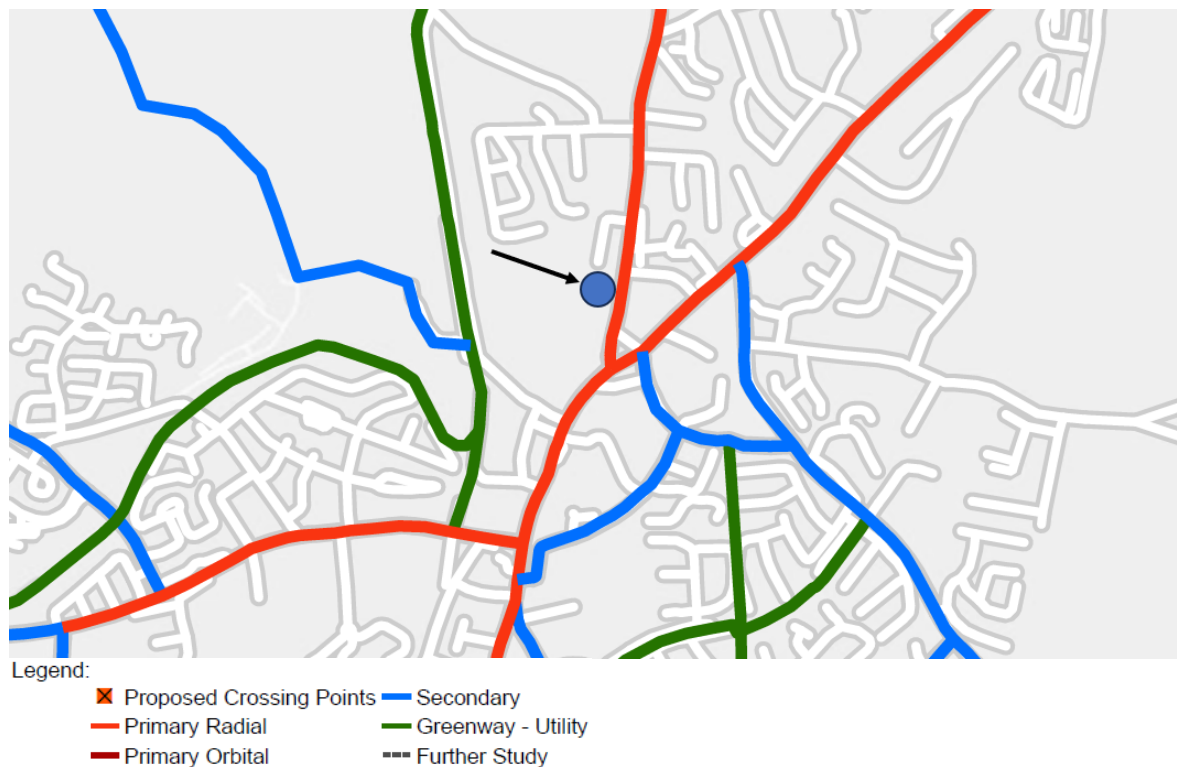 Legend:
Proposed Crossing Points Secondary
Primary Radial Greenway - Utility
Primary Orbital Further Study